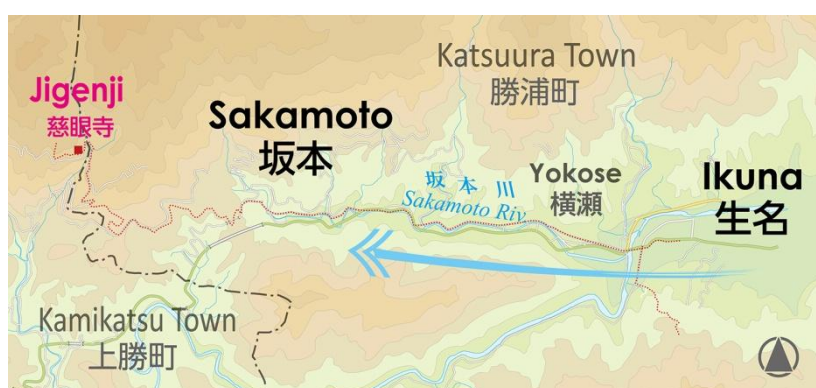 Katsuura Town
勝浦町
Jigenji
慈眼寺
Sakamoto
坂本
坂本川
Sakamoto Riv
Yokose
横瀬
Ikuna
生名
Kamikatsu Town
上勝町